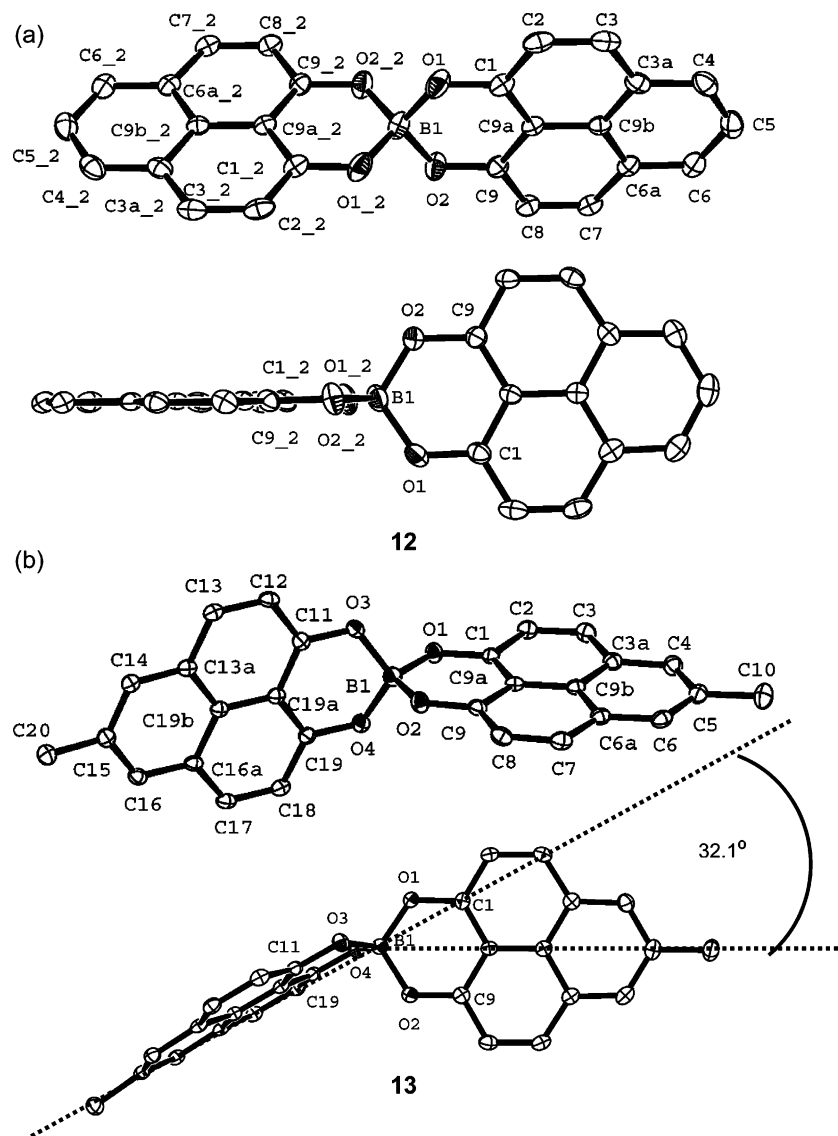 (a)
C7_2 C8_2 C2 C3
C6_2 C9_2 O2_2 O1 C1 C3a C4
C6a_2
C9b_2 C9a_2 B1 C9a C9b C5
C5_2 C1_2
C4_2 C3_2 O1_2 O2 C9 C6a C6
C3a_2 C2_2 C8 C7
O2 C9
C1_2 O1_2
B1
C9_2 O2_2
O1 C1
12
(b)
C13 C12 O3 C2 C3
C11 O1 C1 C3a C4
C14 C13a B1 C9a C10
C20 C19b C19a O2 C9b C5
C15 C16a O4 C9 C6a C6
C16 C19 C8 C7
C17 C18
32.1º
O1
C1
O3
C11 B1
O4
C19 C9
O2
13